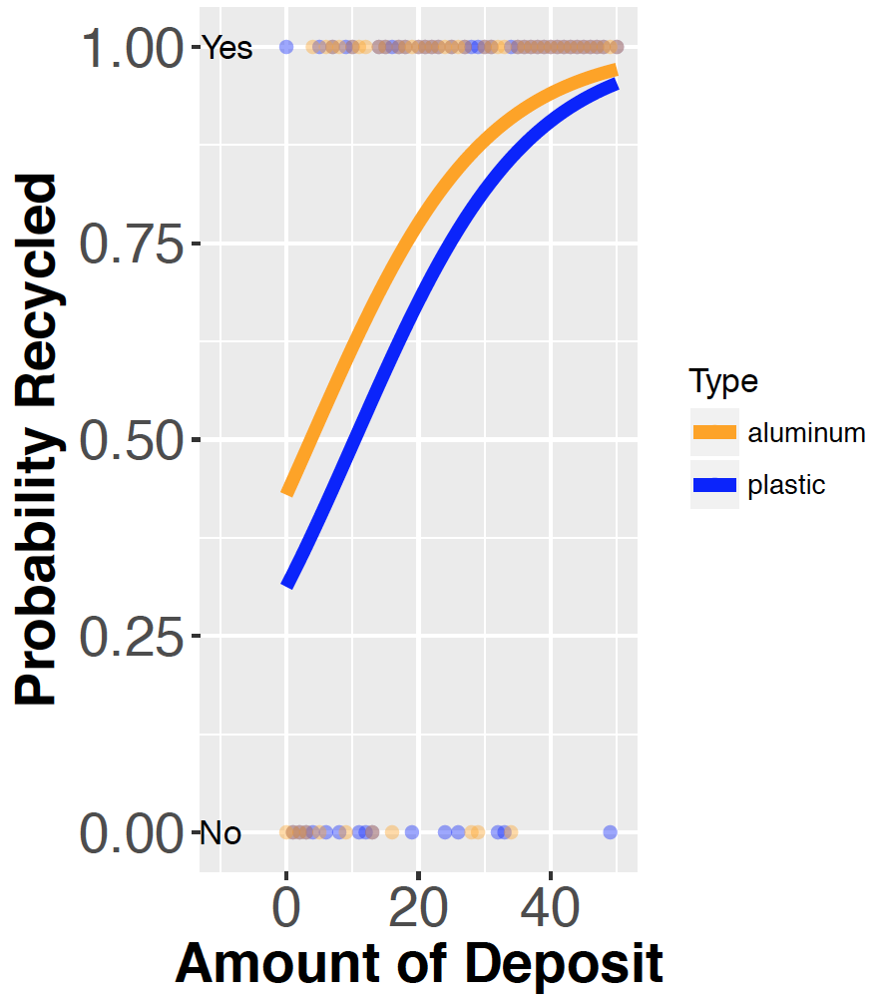 1.00
Yes
0.75
0.50
0.25
0.00
No
Probability Recycled
0
20
40
Amount of Deposit
Type
aluminum
plastic